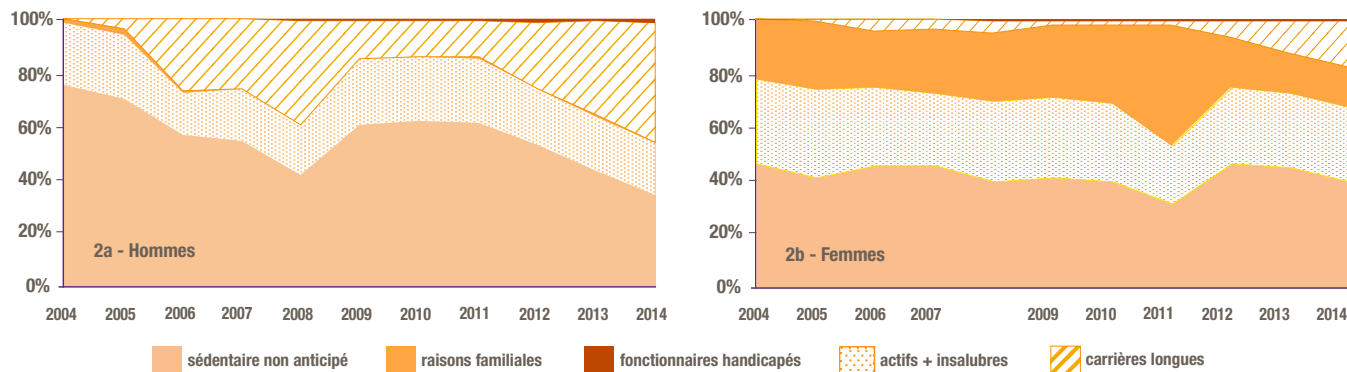 100%
80%
60%
40%
20%
0%
2a - Hommes
2004 2005 2006 2007 2008 2009 2010 2011 2012 2013 2014
100%
80%
60%
40%
20%
0%
2b - Femmes
2004 2005 2006 2007 2009 2010 2011 2012 2013 2014
sédentaire non anticipé raisons familiales fonctionnaires handicapés actifs + insalubres carrières longues